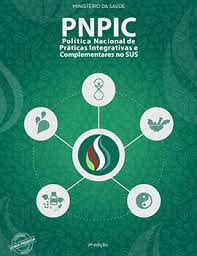 MINISTÉRIO DA SAÚDE
PNPIC
Política Nacional de
Práticas Integrativas e
Complementares no SUS
2ª edição